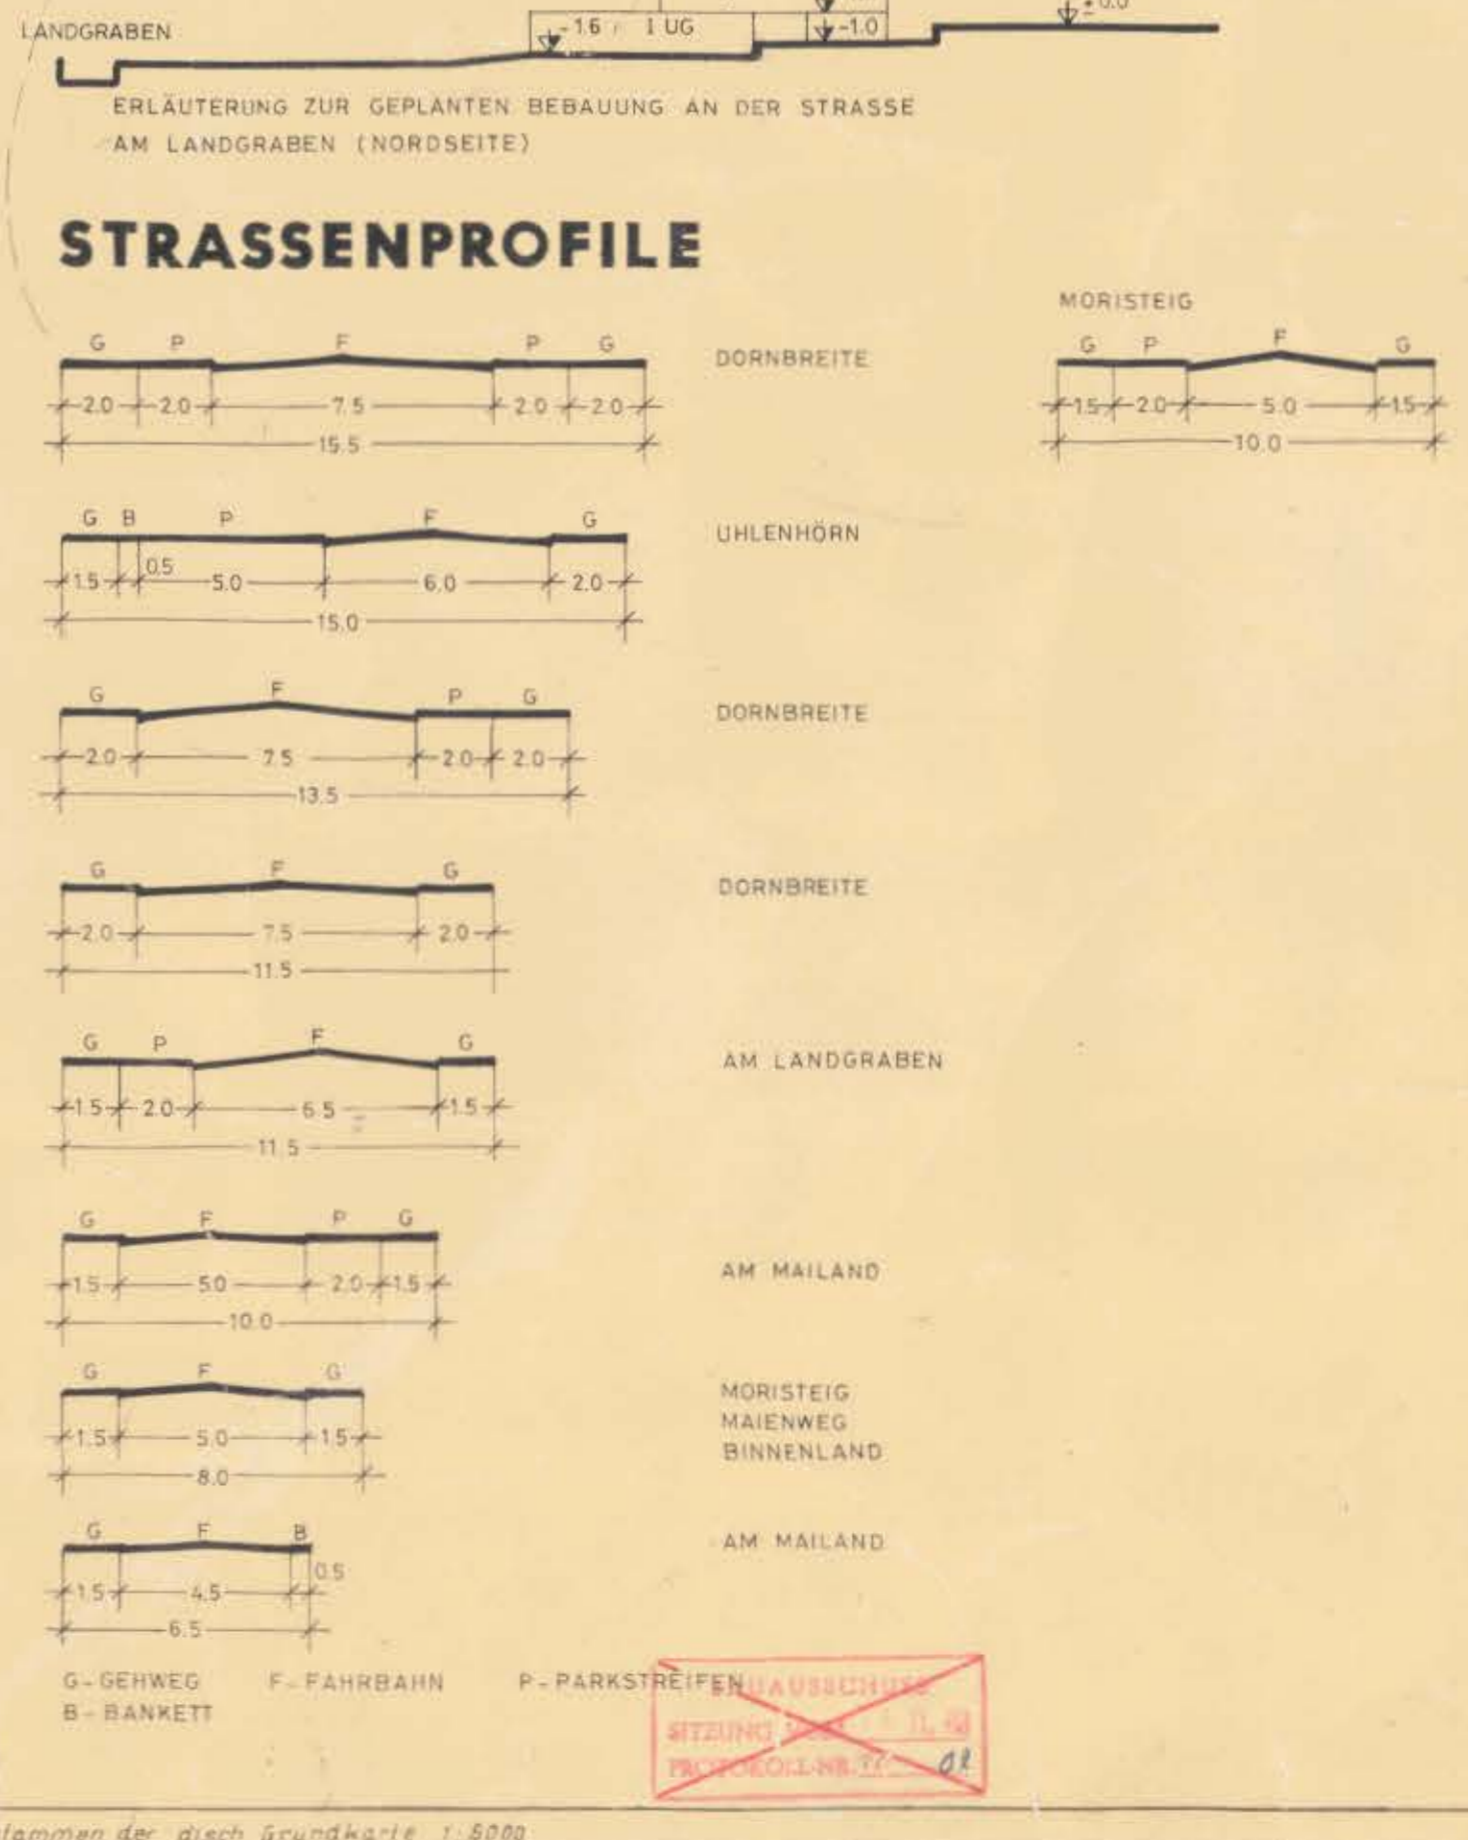 ± 0.0
LANDGRABEN
-1.6 I UG -1.0
ERLÄUTERUNG ZUR GEPLANTEN BEBAUUNG AN DER STRASSE
AM LANDGRABEN (NORDSEITE)
STRASSENPROFILE
G P F P G
2.0 2.0 7.5 2.0 2.0
15.5
DORNBREITE
MORISTEIG
G P F G
1.5 2.0 5.0 1.5
10.0
G B P F G
1.5 0.5 5.0 6.0 2.0
15.0
UHLENHÖRN
G F P G
2.0 7.5 2.0 2.0
13.5
DORNBREITE
G F G
2.0 7.5 2.0
11.5
DORNBREITE
G P F G
1.5 2.0 6.5 1.5
11.5
AM LANDGRABEN
G F P G
1.5 5.0 2.0 1.5
10.0
AM MAILAND
G F G
1.5 5.0 1.5
8.0
MORISTEIG
MAIENWEG
BINNENLAND
G F B
1.5 4.5 0.5
6.5
AM MAILAND
G-GEHWEG F-FAHRBAHN P-PARKSTREIFEN
B-BANKETT
BAUAUSSCHUSS
SITZUNG
PROTOKOLL-NR.
der Grundkarte 1:5000